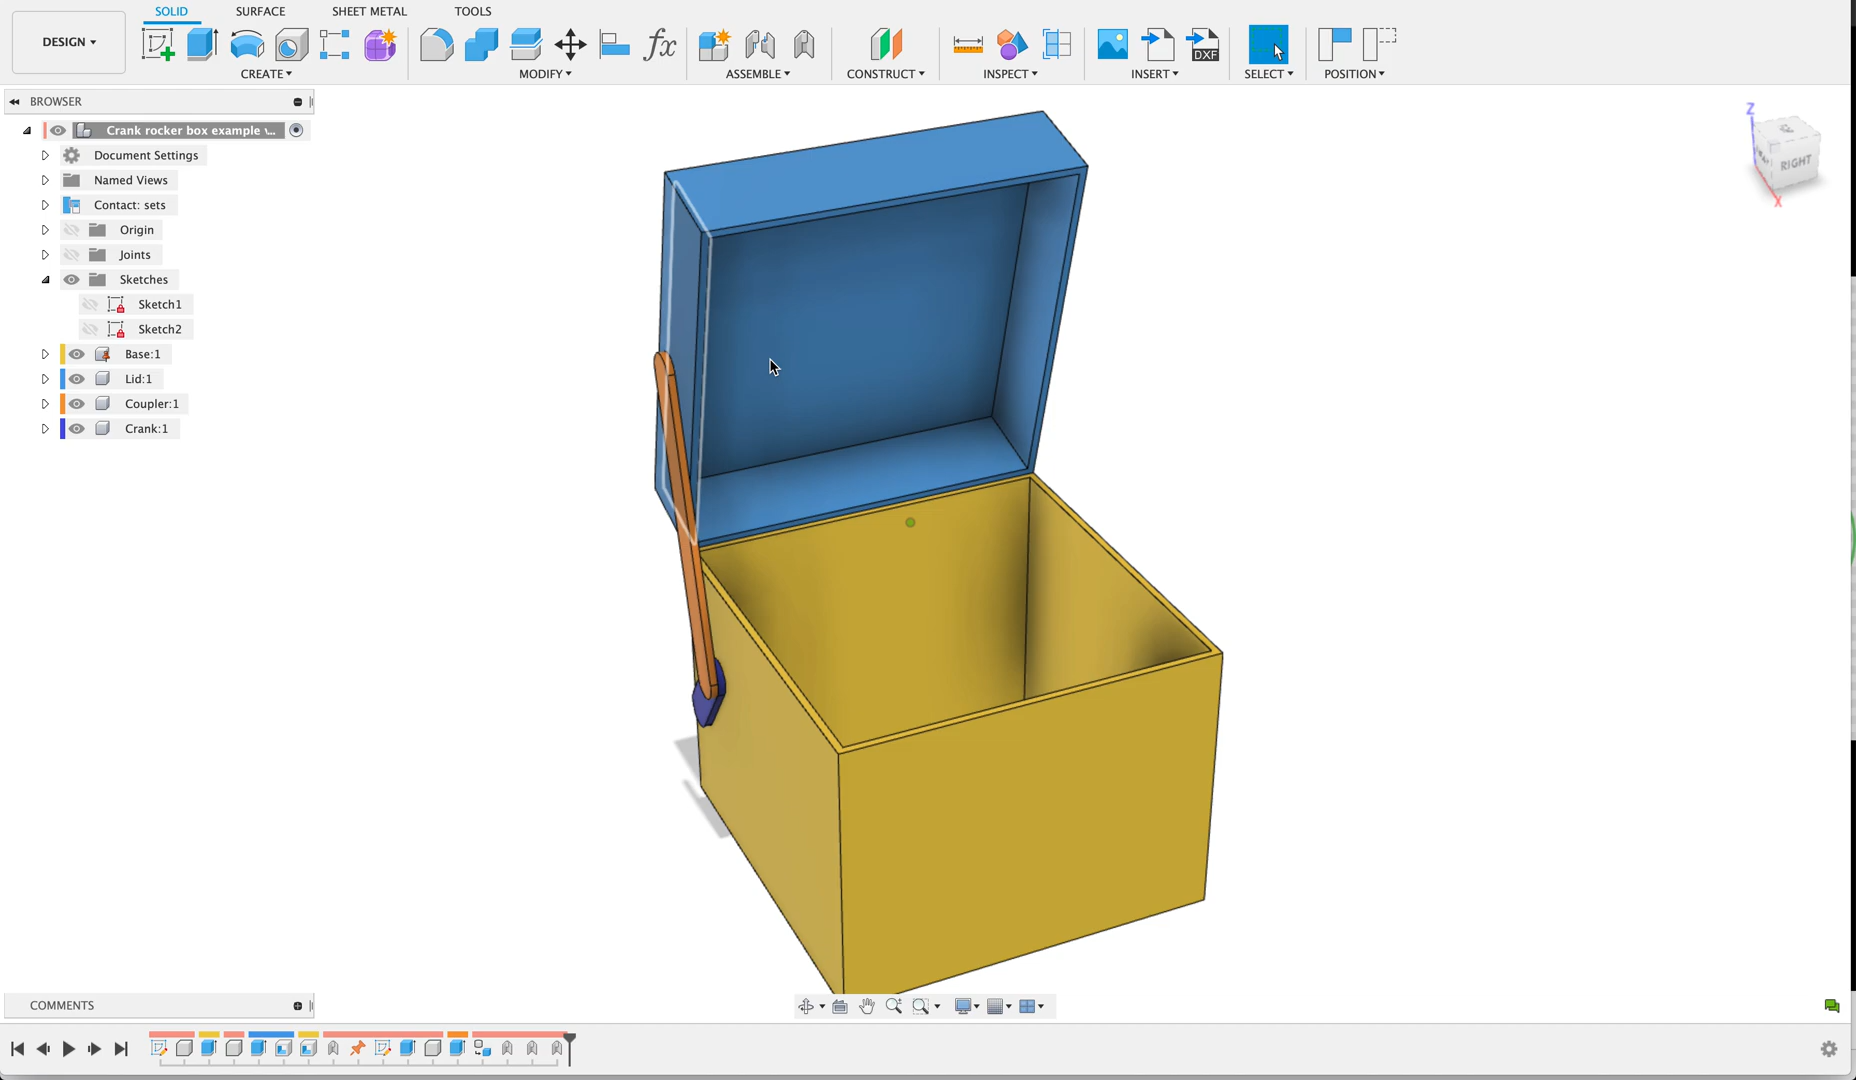 SOLID SURFACE SHEET METAL TOOLS
DESIGN
CREATE MODIFY ASSEMBLE CONSTRUCT INSPECT INSERT SELECT POSITION
fx
DXF
BROWSER
Crank rocker box example v...
Document Settings
Named Views
Contact: sets
Origin
Joints
Sketches
Sketch1
Sketch2
Base:1
Lid:1
Coupler:1
Crank:1
Z
RIGHT
X
COMMENTS